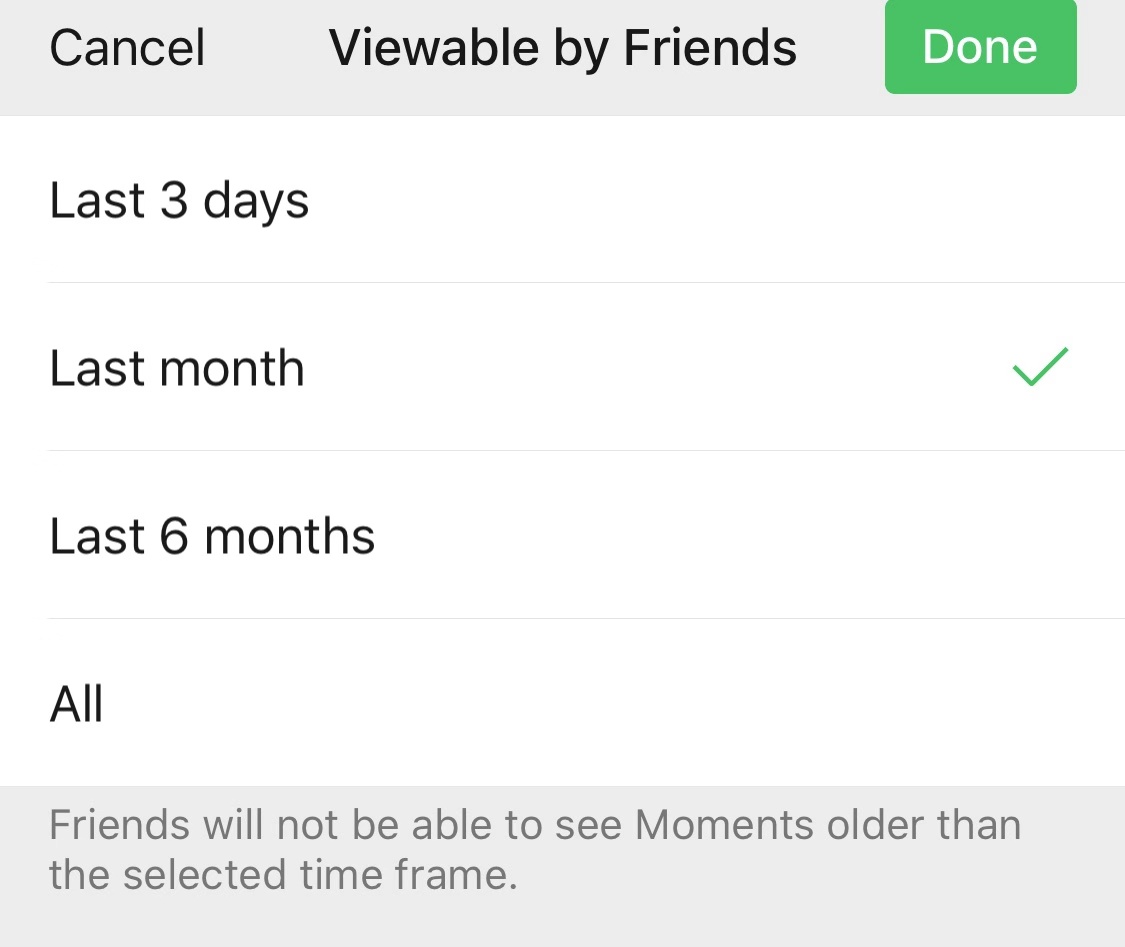 Cancel Viewable by Friends Done
Last 3 days
Last month
Last 6 months
All
Friends will not be able to see Moments older than
the selected time frame.